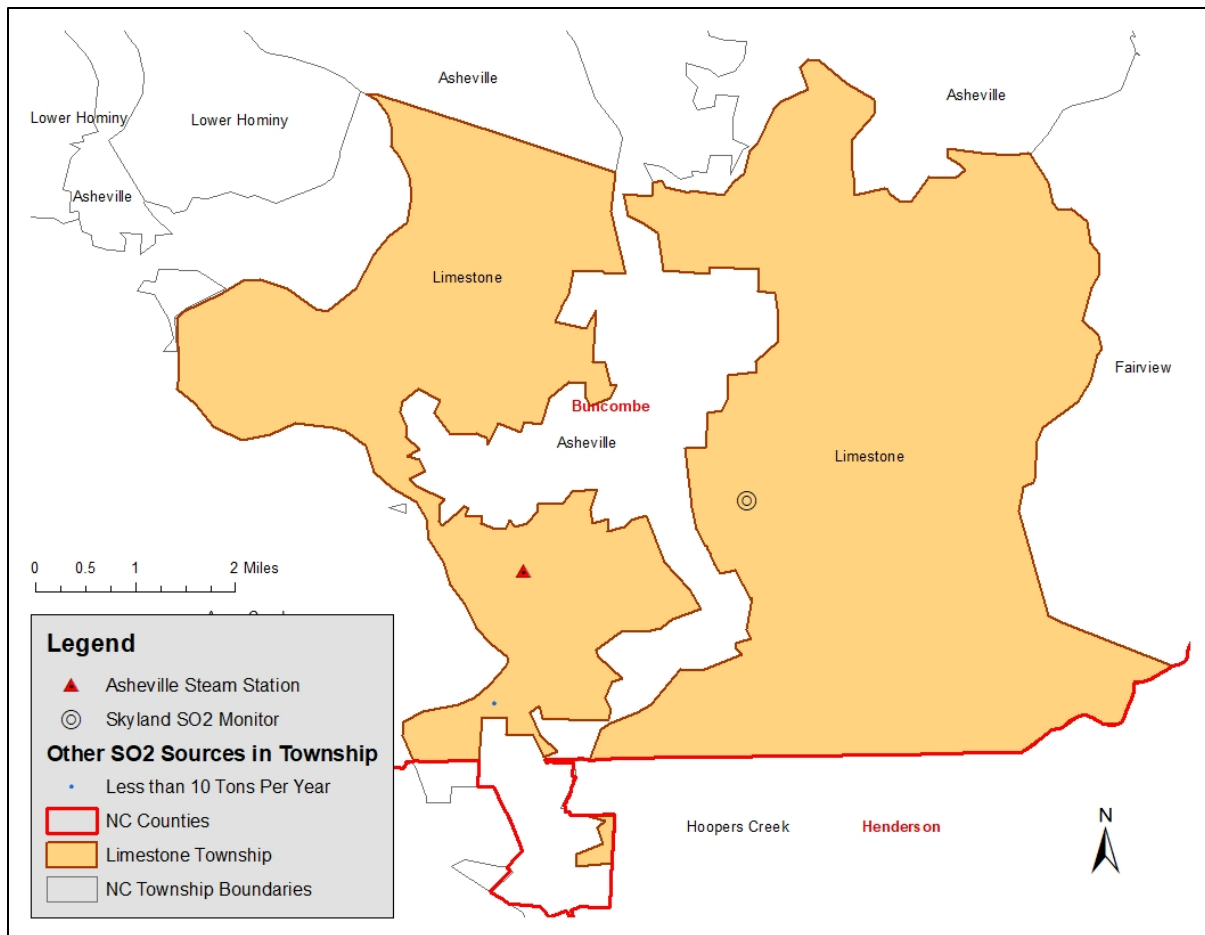 Asheville
Asheville
Lower Hominy
Lower Hominy
Asheville
Limestone
Fairview
Buncombe
Asheville
Limestone
0 0.5 1 2 Miles
Legend
Asheville Steam Station
Skyland SO2 Monitor
Other SO2 Sources in Township
Less than 10 Tons Per Year
NC Counties
Limestone Township
NC Township Boundaries
Hoopers Creek
Henderson
N